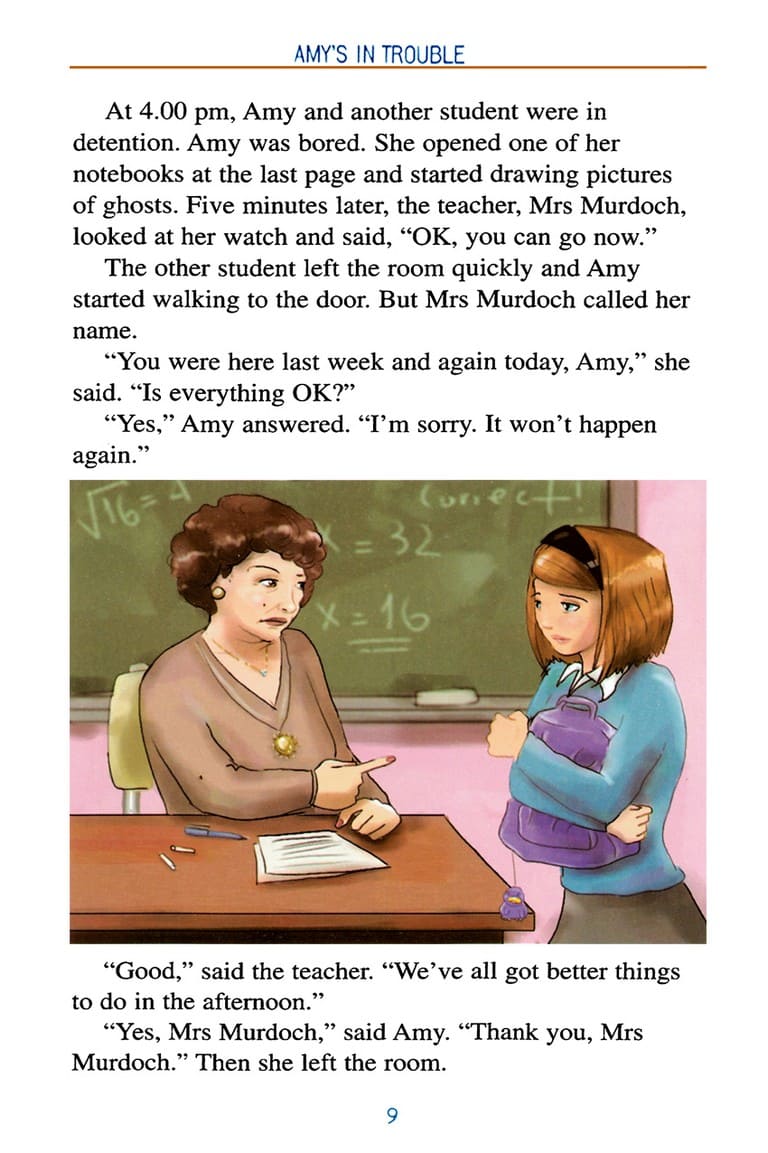 AMY'S IN TROUBLE
At 4.00 pm, Amy and another student were in
detention. Amy was bored. She opened one of her
notebooks at the last page and started drawing pictures
of ghosts. Five minutes later, the teacher, Mrs Murdoch,
looked at her watch and said, “OK, you can go now.”
The other student left the room quickly and Amy
started walking to the door. But Mrs Murdoch called her
name.
“You were here last week and again today, Amy,” she
said. “Is everything OK?”
“Yes,” Amy answered. “I’m sorry. It won’t happen
again.”
√16 = 4
Correct!
x = 32
x = 16
“Good,” said the teacher. “We’ve all got better things
to do in the afternoon.”
“Yes, Mrs Murdoch,” said Amy. “Thank you, Mrs
Murdoch.” Then she left the room.
9